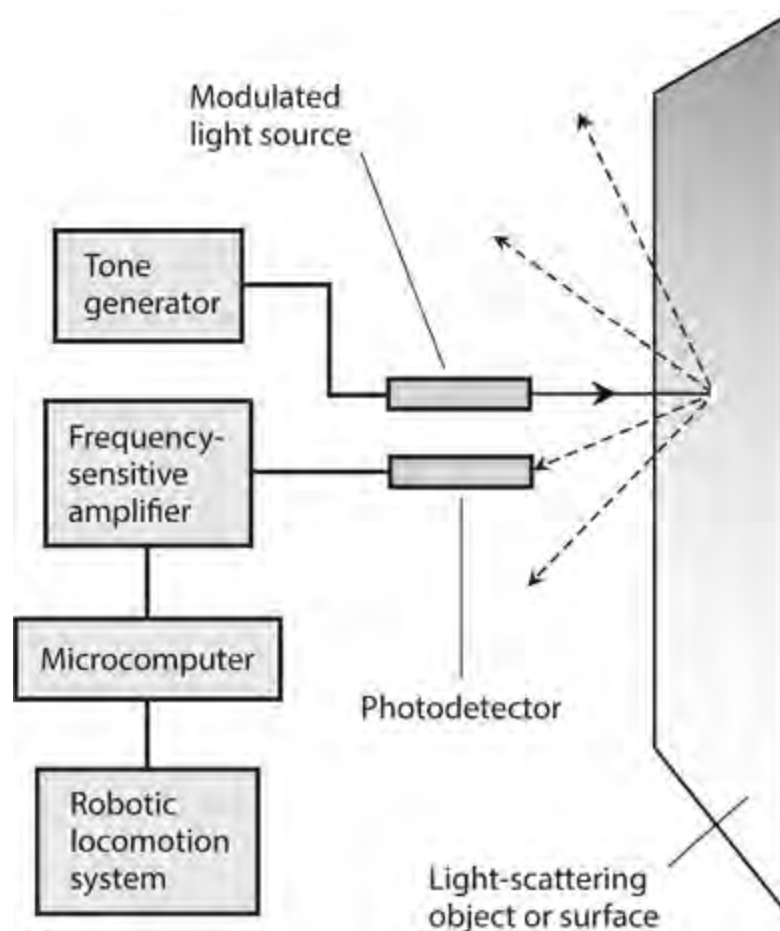 Modulated
light source
Tone
generator
Frequency-
sensitive
amplifier
Microcomputer
Photodetector
Robotic
locomotion
system
Light-scattering
object or surface